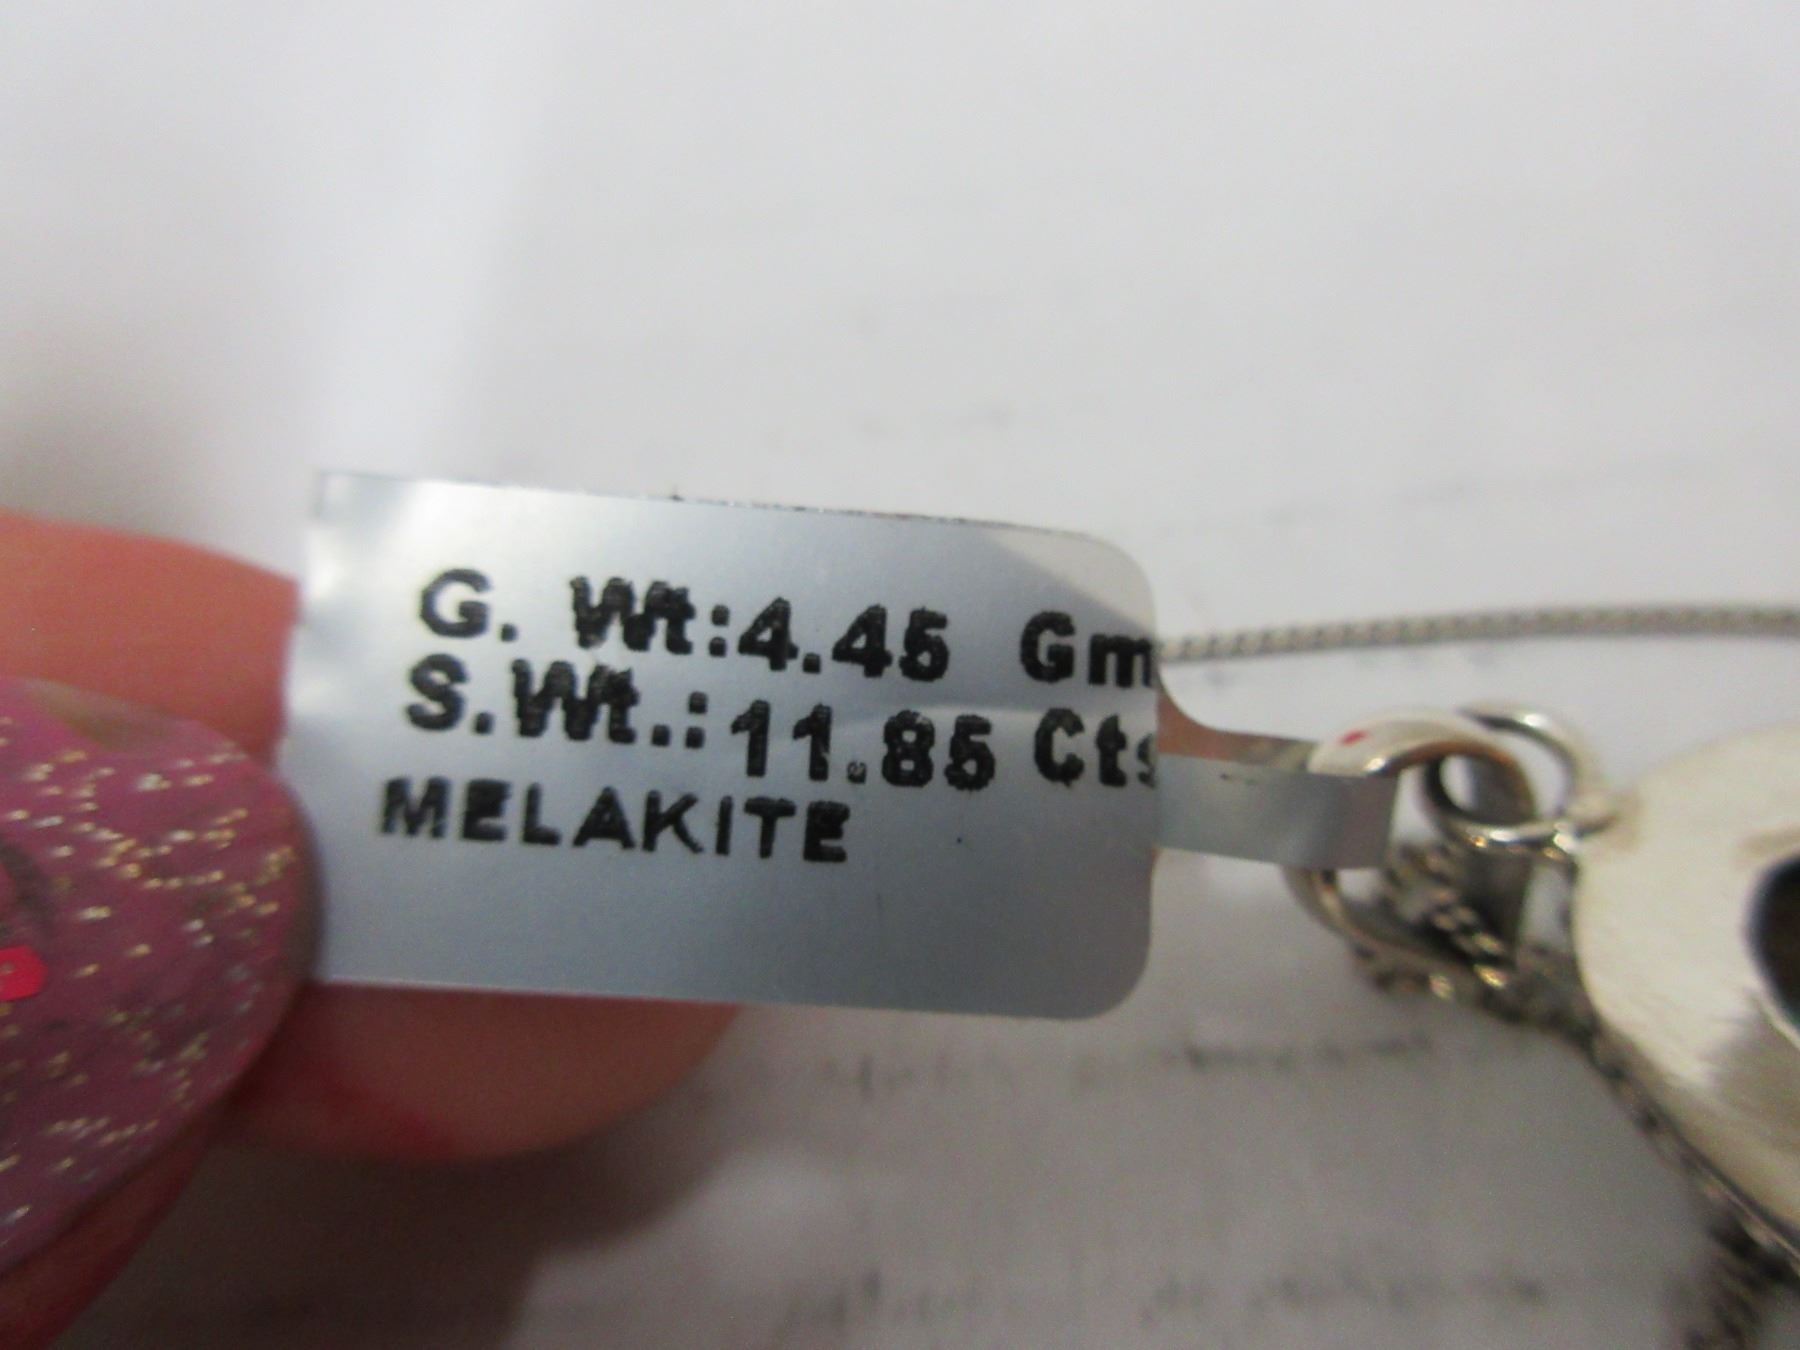 G. Wt:4.45 Gm
S.Wt.:11.85 Cts
MELAKITE